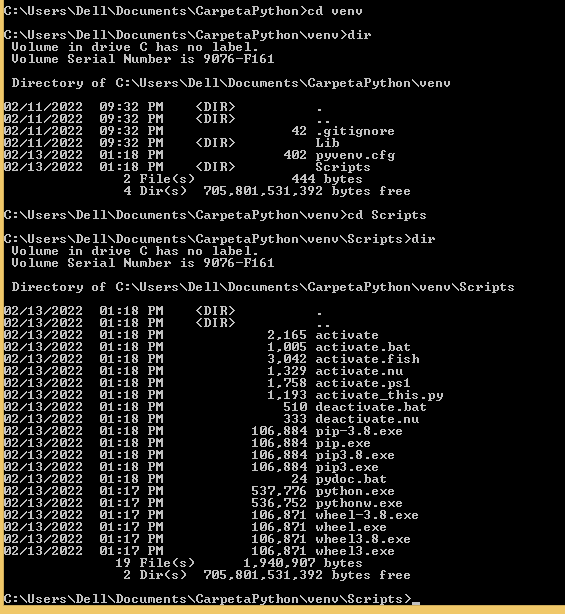 C:\Users\Dell\Documents\CarpetaPython>cd venv
C:\Users\Dell\Documents\CarpetaPython\venv>dir
Volume in drive C has no label.
Volume Serial Number is 9076-F161
Directory of C:\Users\Dell\Documents\CarpetaPython\venv
02/11/2022  09:32 PM    <DIR>          .
02/11/2022  09:32 PM    <DIR>          ..
02/11/2022  09:32 PM                42 .gitignore
02/11/2022  09:32 PM    <DIR>          Lib
02/13/2022  01:18 PM               402 pyvenv.cfg
02/13/2022  01:18 PM    <DIR>          Scripts
2 File(s)            444 bytes
4 Dir(s)  705,801,531,392 bytes free
C:\Users\Dell\Documents\CarpetaPython\venv>cd Scripts
C:\Users\Dell\Documents\CarpetaPython\venv\Scripts>dir
Volume in drive C has no label.
Volume Serial Number is 9076-F161
Directory of C:\Users\Dell\Documents\CarpetaPython\venv\Scripts
02/13/2022  01:18 PM    <DIR>          .
02/13/2022  01:18 PM    <DIR>          ..
02/13/2022  01:18 PM             2,165 activate
02/13/2022  01:18 PM             1,005 activate.bat
02/13/2022  01:18 PM             3,042 activate.fish
02/13/2022  01:18 PM             1,329 activate.nu
02/13/2022  01:18 PM             1,758 activate.ps1
02/13/2022  01:18 PM             1,193 activate_this.py
02/13/2022  01:18 PM               510 deactivate.bat
02/13/2022  01:18 PM               333 deactivate.nu
02/13/2022  01:18 PM           106,884 pip-3.8.exe
02/13/2022  01:18 PM           106,884 pip.exe
02/13/2022  01:18 PM           106,884 pip3.8.exe
02/13/2022  01:18 PM           106,884 pip3.exe
02/13/2022  01:18 PM                24 pydoc.bat
02/13/2022  01:17 PM           537,776 python.exe
02/13/2022  01:17 PM           536,752 pythonw.exe
02/13/2022  01:17 PM           106,871 wheel-3.8.exe
02/13/2022  01:17 PM           106,871 wheel.exe
02/13/2022  01:17 PM           106,871 wheel3.8.exe
02/13/2022  01:17 PM           106,871 wheel3.exe
19 File(s)      1,940,907 bytes
2 Dir(s)  705,801,531,392 bytes free
C:\Users\Dell\Documents\CarpetaPython\venv\Scripts>_